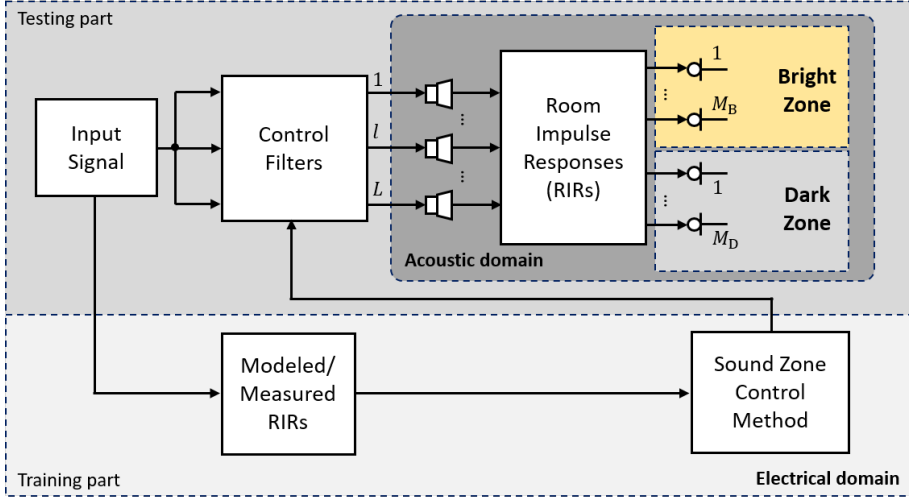 Testing part
Input
Signal
Control
Filters
1
l
L
⋮
⋮
Room
Impulse
Responses
(RIRs)
1
⋮
M_B
Bright
Zone
1
⋮
M_D
Dark
Zone
Acoustic domain
Modeled/
Measured
RIRs
Sound Zone
Control
Method
Training part
Electrical domain